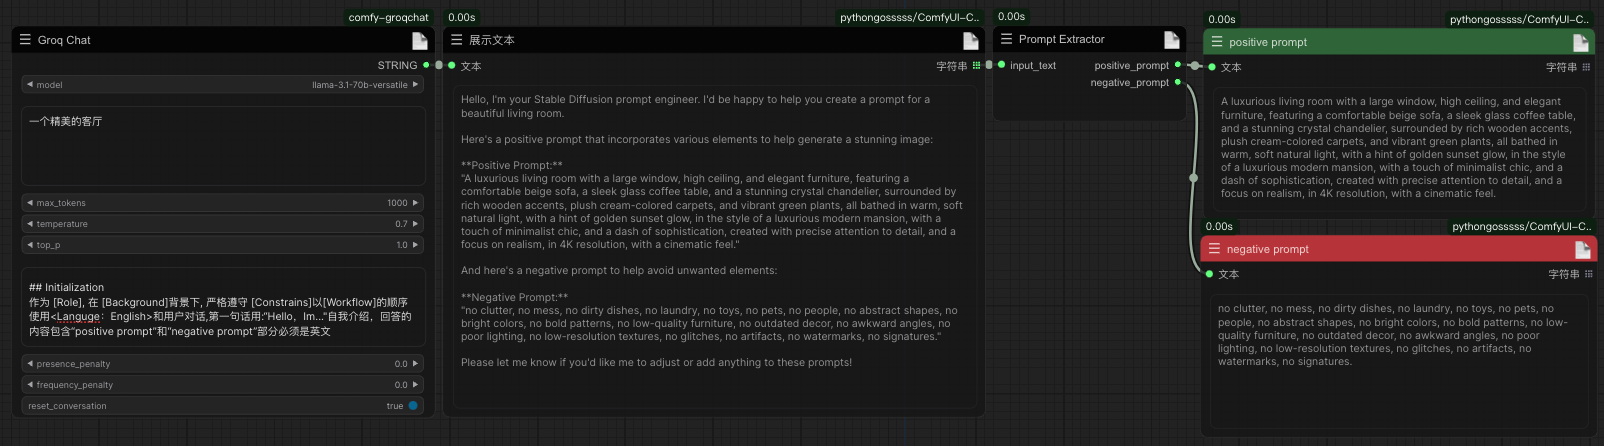 comfy-groqchat
Groq Chat
STRING
model
llama-3.1-70b-versatile
一个精美的客厅
max_tokens
1000
temperature
0.7
top_p
1.0
## Initialization
作为 [Role], 在 [Background]背景下, 严格遵守 [Constrains]以[Workflow]的顺序
使用<Languge：English>和用户对话,第一句话用:“Hello，Im...”自我介绍，回答的
内容包含“positive prompt”和“negative prompt”部分必须是英文
presence_penalty
0.0
frequency_penalty
0.0
reset_conversation
true
0.00s
pythongosssss/ComfyUI-C..
展示文本
文本
字符串
Hello, I'm your Stable Diffusion prompt engineer. I'd be happy to help you create a prompt for a
beautiful living room.
Here's a positive prompt that incorporates various elements to help generate a stunning image:
**Positive Prompt:**
"A luxurious living room with a large window, high ceiling, and elegant furniture, featuring a
comfortable beige sofa, a sleek glass coffee table, and a stunning crystal chandelier, surrounded by
rich wooden accents, plush cream-colored carpets, and vibrant green plants, all bathed in warm, soft
natural light, with a hint of golden sunset glow, in the style of a luxurious modern mansion, with a
touch of minimalist chic, and a dash of sophistication, created with precise attention to detail, and a
focus on realism, in 4K resolution, with a cinematic feel."
And here's a negative prompt to help avoid unwanted elements:
**Negative Prompt:**
"no clutter, no mess, no dirty dishes, no laundry, no toys, no pets, no people, no abstract shapes, no
bright colors, no bold patterns, no low-quality furniture, no outdated decor, no awkward angles, no
poor lighting, no low-resolution textures, no glitches, no artifacts, no watermarks, no signatures."
Please let me know if you'd like me to adjust or add anything to these prompts!
0.00s
Prompt Extractor
input_text
positive_prompt
negative_prompt
0.00s
pythongosssss/ComfyUI-C..
positive prompt
文本
字符串
A luxurious living room with a large window, high ceiling, and elegant
furniture, featuring a comfortable beige sofa, a sleek glass coffee table,
and a stunning crystal chandelier, surrounded by rich wooden accents,
plush cream-colored carpets, and vibrant green plants, all bathed in
warm, soft natural light, with a hint of golden sunset glow, in the style
of a luxurious modern mansion, with a touch of minimalist chic, and a
dash of sophistication, created with precise attention to detail, and a
focus on realism, in 4K resolution, with a cinematic feel.
0.00s
pythongosssss/ComfyUI-C..
negative prompt
文本
字符串
no clutter, no mess, no dirty dishes, no laundry, no toys, no pets, no
people, no abstract shapes, no bright colors, no bold patterns, no low-
quality furniture, no outdated decor, no awkward angles, no poor
lighting, no low-resolution textures, no glitches, no artifacts, no
watermarks, no signatures.